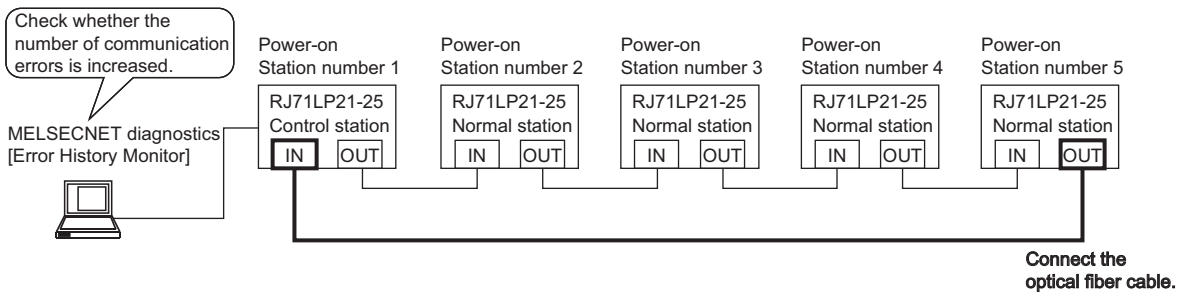 Check whether the
number of communication
errors is increased.
MELSECNET diagnostics
[Error History Monitor]
Power-on
Station number 1
RJ71LP21-25
Control station
IN OUT
Power-on
Station number 2
RJ71LP21-25
Normal station
IN OUT
Power-on
Station number 3
RJ71LP21-25
Normal station
IN OUT
Power-on
Station number 4
RJ71LP21-25
Normal station
IN OUT
Power-on
Station number 5
RJ71LP21-25
Normal station
IN OUT
Connect the
optical fiber cable.